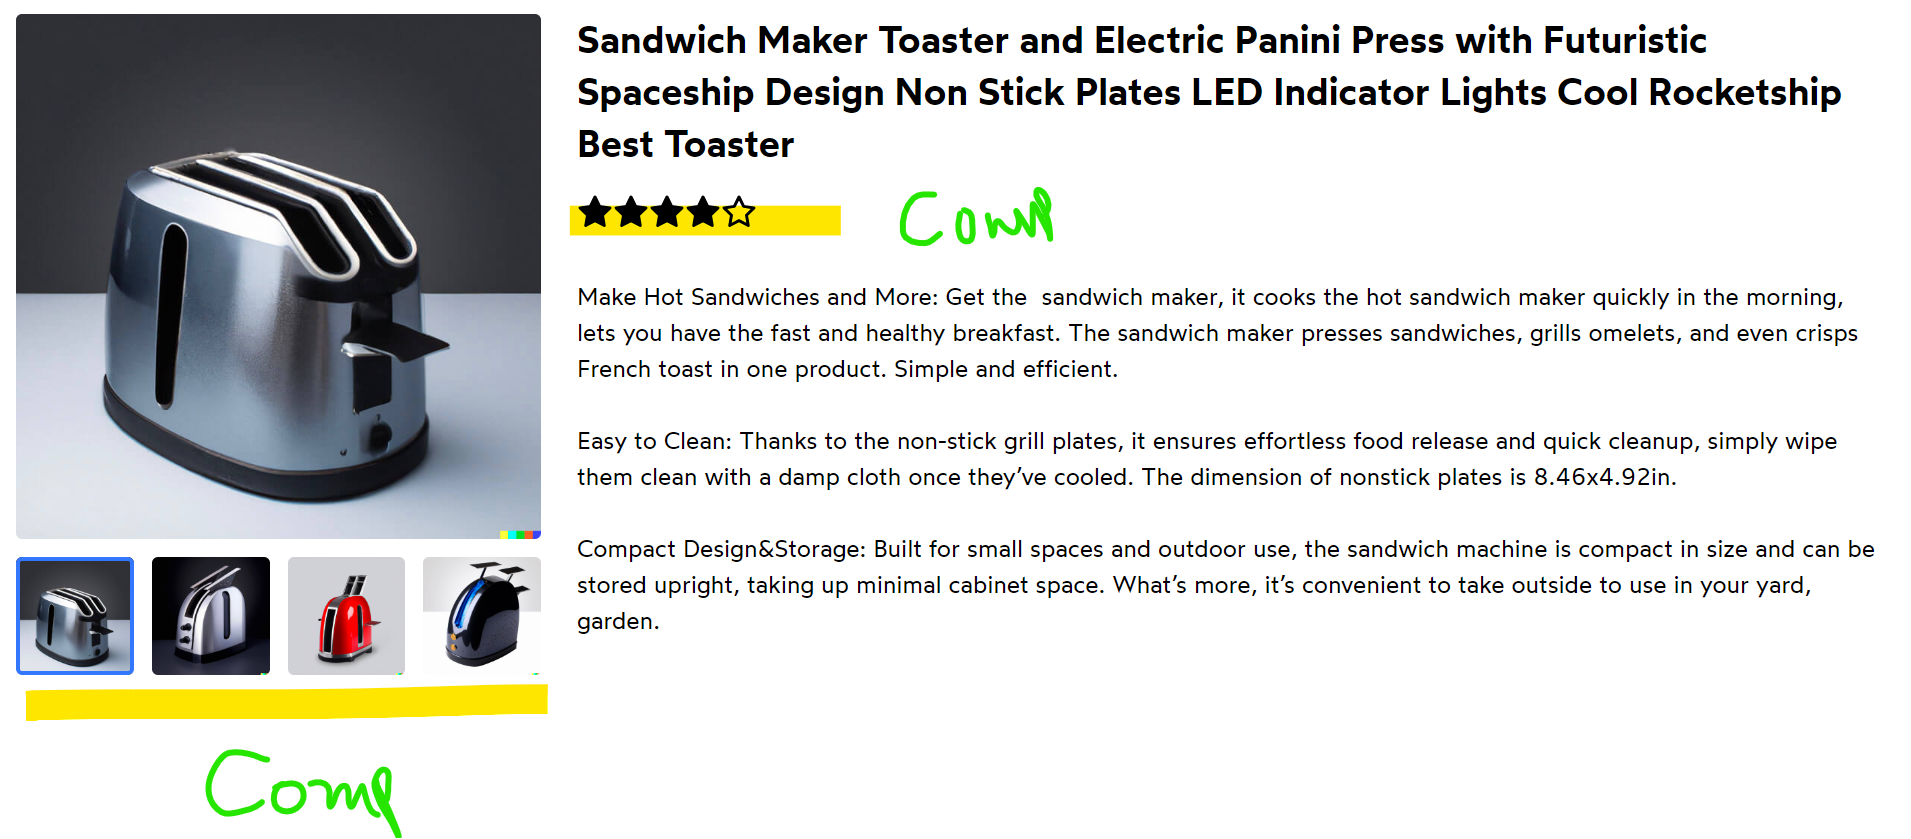 Sandwich Maker Toaster and Electric Panini Press with Futuristic
Spaceship Design Non Stick Plates LED Indicator Lights Cool Rocketship
Best Toaster
Comp
Make Hot Sandwiches and More: Get the  sandwich maker, it cooks the hot sandwich maker quickly in the morning,
lets you have the fast and healthy breakfast. The sandwich maker presses sandwiches, grills omelets, and even crisps
French toast in one product. Simple and efficient.
Easy to Clean: Thanks to the non-stick grill plates, it ensures effortless food release and quick cleanup, simply wipe
them clean with a damp cloth once they’ve cooled. The dimension of nonstick plates is 8.46x4.92in.
Compact Design&Storage: Built for small spaces and outdoor use, the sandwich machine is compact in size and can be
stored upright, taking up minimal cabinet space. What’s more, it’s convenient to take outside to use in your yard,
garden.
Comp